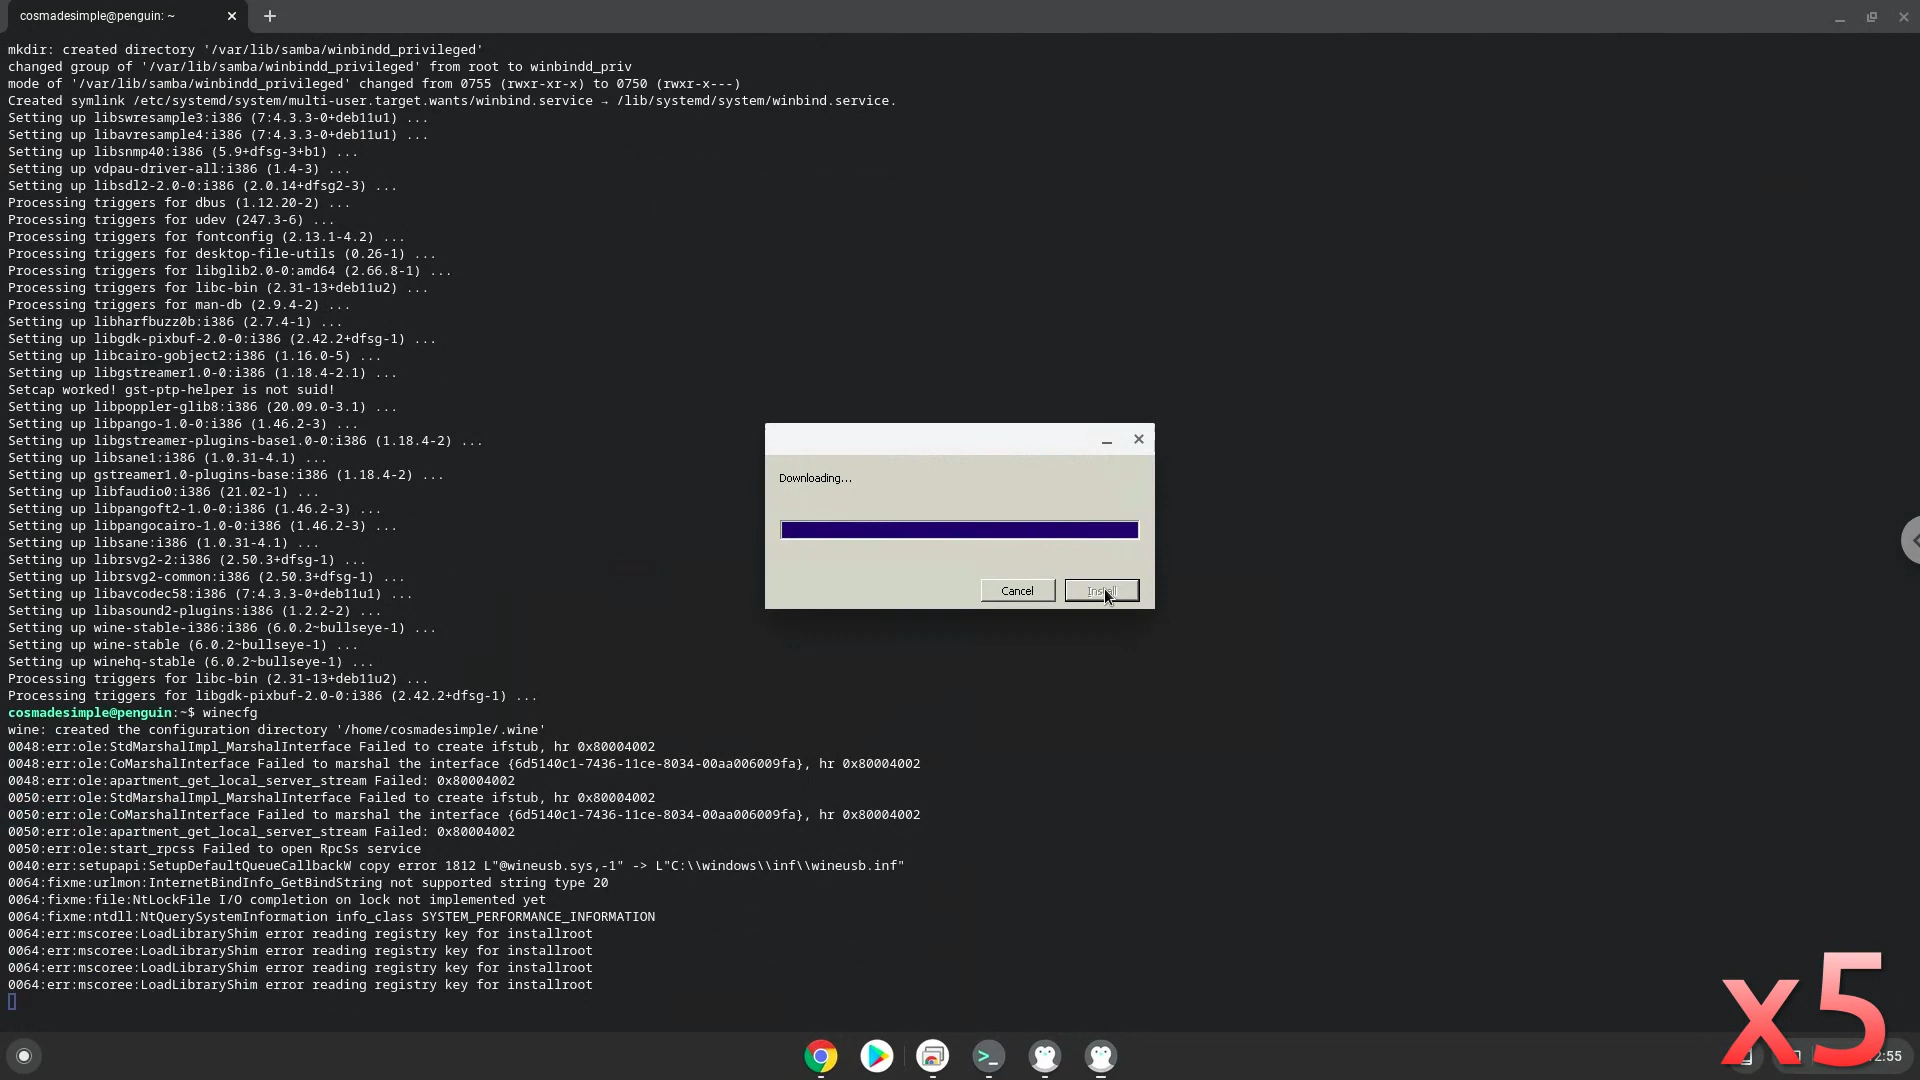 cosmadesimple@penguin: ~
mkdir: created directory '/var/lib/samba/winbindd_privileged'
changed group of '/var/lib/samba/winbindd_privileged' from root to winbindd_priv
mode of '/var/lib/samba/winbindd_privileged' changed from 0755 (rwxr-xr-x) to 0750 (rwxr-x---)
Created symlink /etc/systemd/system/multi-user.target.wants/winbind.service → /lib/systemd/system/winbind.service.
Setting up libswresample3:i386 (7:4.3.3-0+deb11u1) ...
Setting up libavresample4:i386 (7:4.3.3-0+deb11u1) ...
Setting up libsnmp40:i386 (5.9+dfsg-3+b1) ...
Setting up vdpau-driver-all:i386 (1.4-3) ...
Setting up libsdl2-2.0-0:i386 (2.0.14+dfsg2-3) ...
Processing triggers for dbus (1.12.20-2) ...
Processing triggers for udev (247.3-6) ...
Processing triggers for fontconfig (2.13.1-4.2) ...
Processing triggers for desktop-file-utils (0.26-1) ...
Processing triggers for libglib2.0-0:amd64 (2.66.8-1) ...
Processing triggers for libc-bin (2.31-13+deb11u2) ...
Processing triggers for man-db (2.9.4-2) ...
Setting up libharfbuzz0b:i386 (2.7.4-1) ...
Setting up libgdk-pixbuf-2.0-0:i386 (2.42.2+dfsg-1) ...
Setting up libcairo-gobject2:i386 (1.16.0-5) ...
Setting up libgstreamer1.0-0:i386 (1.18.4-2.1) ...
Setcap worked! gst-ptp-helper is not suid!
Setting up libpoppler-glib8:i386 (20.09.0-3.1) ...
Setting up libpango-1.0-0:i386 (1.46.2-3) ...
Setting up libgstreamer-plugins-base1.0-0:i386 (1.18.4-2) ...
Setting up libsane1:i386 (1.0.31-4.1) ...
Setting up gstreamer1.0-plugins-base:i386 (1.18.4-2) ...
Setting up libfaudio0:i386 (21.02-1) ...
Setting up libpangoft2-1.0-0:i386 (1.46.2-3) ...
Setting up libpangocairo-1.0-0:i386 (1.46.2-3) ...
Setting up libsane:i386 (1.0.31-4.1) ...
Setting up librsvg2-2:i386 (2.50.3+dfsg-1) ...
Setting up librsvg2-common:i386 (2.50.3+dfsg-1) ...
Setting up libavcodec58:i386 (7:4.3.3-0+deb11u1) ...
Setting up libasound2-plugins:i386 (1.2.2-2) ...
Setting up wine-stable-i386:i386 (6.0.2~bullseye-1) ...
Setting up wine-stable (6.0.2~bullseye-1) ...
Setting up winehq-stable (6.0.2~bullseye-1) ...
Processing triggers for libc-bin (2.31-13+deb11u2) ...
Processing triggers for libgdk-pixbuf-2.0-0:i386 (2.42.2+dfsg-1) ...
cosmadesimple@penguin:~$ winecfg
wine: created the configuration directory '/home/cosmadesimple/.wine'
0048:err:ole:StdMarshalImpl_MarshalInterface Failed to create ifstub, hr 0x80004002
0048:err:ole:CoMarshalInterface Failed to marshal the interface {6d5140c1-7436-11ce-8034-00aa006009fa}, hr 0x80004002
0048:err:ole:apartment_get_local_server_stream Failed: 0x80004002
0050:err:ole:StdMarshalImpl_MarshalInterface Failed to create ifstub, hr 0x80004002
0050:err:ole:CoMarshalInterface Failed to marshal the interface {6d5140c1-7436-11ce-8034-00aa006009fa}, hr 0x80004002
0050:err:ole:apartment_get_local_server_stream Failed: 0x80004002
0050:err:ole:start_rpcss Failed to open RpcSs service
0040:err:setupapi:SetupDefaultQueueCallbackW copy error 1812 L"@wineusb.sys,-1" -> L"C:\\windows\\inf\\wineusb.inf"
0064:fixme:urlmon:InternetBindInfo_GetBindString not supported string type 20
0064:fixme:file:NtLockFile I/O completion on lock not implemented yet
0064:fixme:ntdll:NtQuerySystemInformation info_class SYSTEM_PERFORMANCE_INFORMATION
0064:err:mscoree:LoadLibraryShim error reading registry key for installroot
0064:err:mscoree:LoadLibraryShim error reading registry key for installroot
0064:err:mscoree:LoadLibraryShim error reading registry key for installroot
0064:err:mscoree:LoadLibraryShim error reading registry key for installroot
Downloading...
Cancel
Install
x5